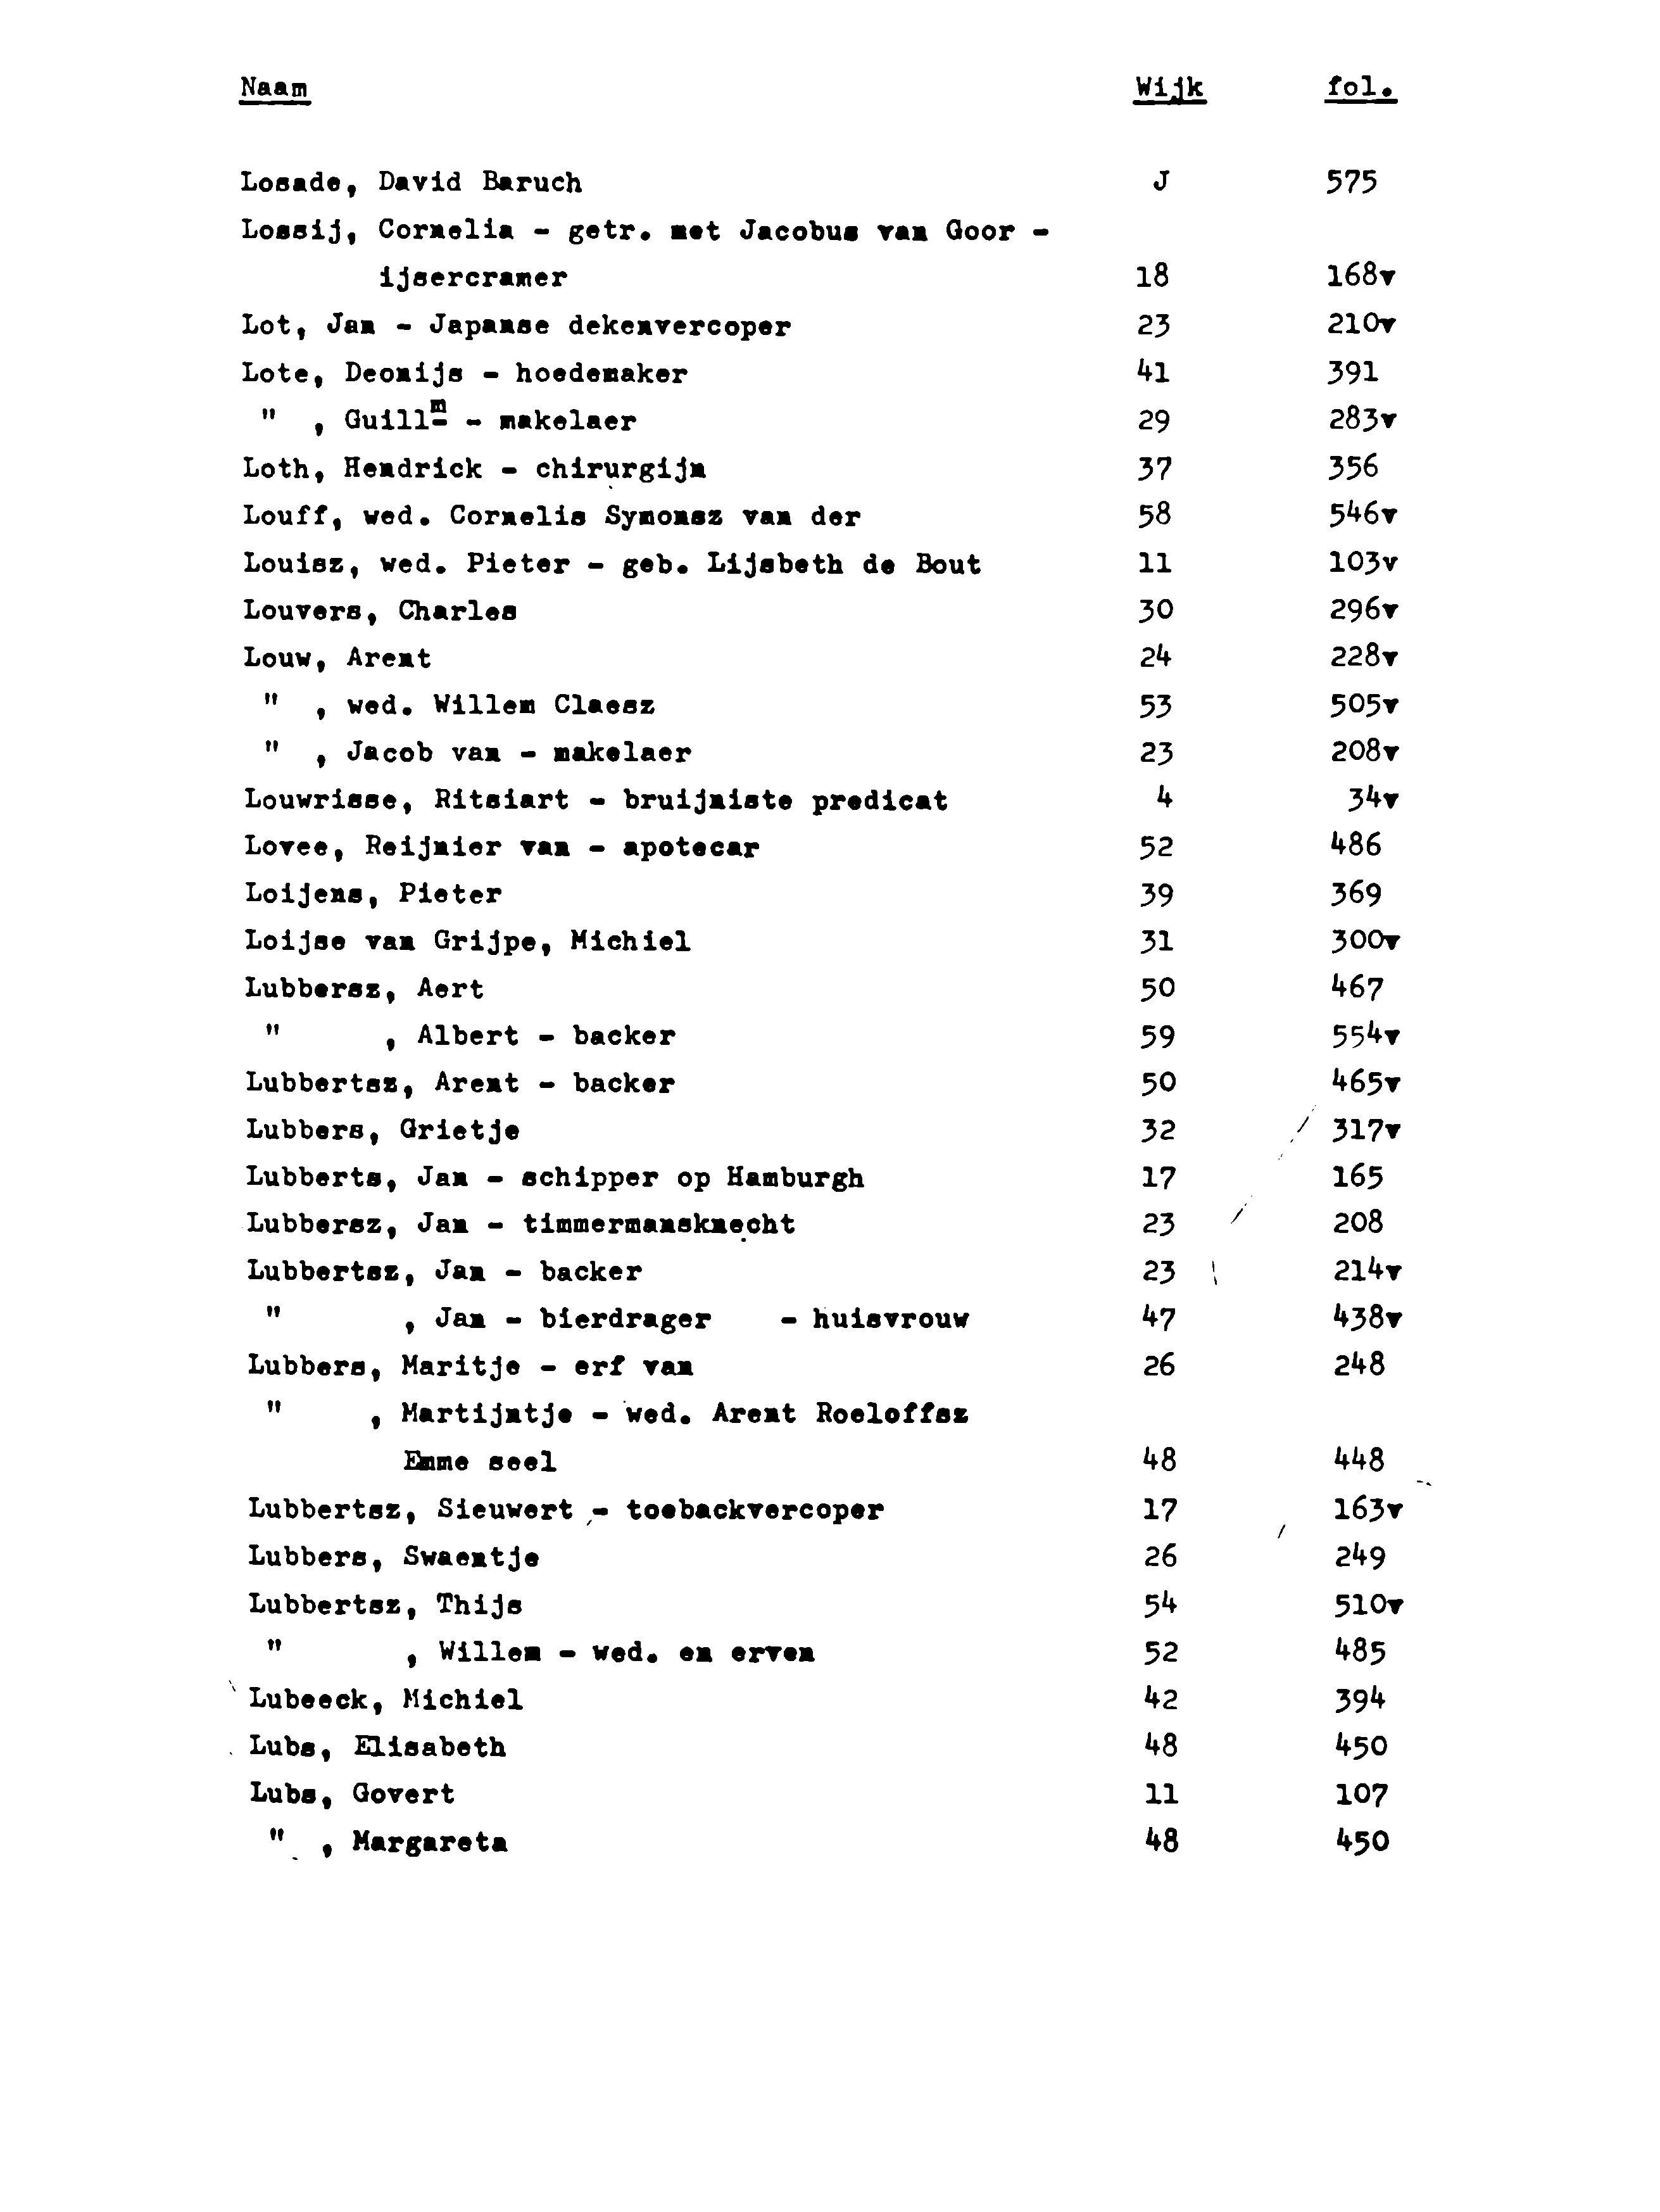 Naam Wijk fol.
Losade, David Baruch J 575
Lossij, Cornelia - getr. met Jacobus van Goor -
ijsercramer 18 168v
Lot, Jan - Japanse dekenvercoper 23 210v
Lote, Deonijs - hoedemaker 41 391
" , Guillm - makelaer 29 283v
Loth, Hendrick - chirurgijn 37 356
Louff, wed. Cornelis Symonsz van der 58 546v
Louisz, wed. Pieter - geb. Lijsbeth de Bout 11 103v
Louvers, Charles 30 296v
Louw, Arent 24 228v
" , wed. Willem Claesz 53 505v
" , Jacob van - makelaer 23 208v
Louwrisse, Ritsiart - bruijniste predicat 4 34v
Lovee, Reijnier van - apotecar 52 486
Loijens, Pieter 39 369
Loijse van Grijpe, Michiel 31 300v
Lubbersz, Aert 50 467
" , Albert - backer 59 554v
Lubbertsz, Arent - backer 50 465v
Lubbers, Grietje 32 317v
Lubberts, Jan - schipper op Hamburgh 17 165
Lubbersz, Jan - timmermansknecht 23 208
Lubbertsz, Jan - backer 23 214v
" , Jan - bierdrager - huisvrouw 47 438v
Lubbers, Maritje - erf van 26 248
" , Martijntje - wed. Arent Roeloffsz
Emme seel 48 448
Lubbertsz, Sieuwert - toebackvercoper 17 163v
Lubbers, Swaentje 26 249
Lubbertsz, Thijs 54 510v
" , Willem - wed. en erven 52 485
Lubeeck, Michiel 42 394
Lubs, Elisabeth 48 450
Lubs, Govert 11 107
" , Margareta 48 450